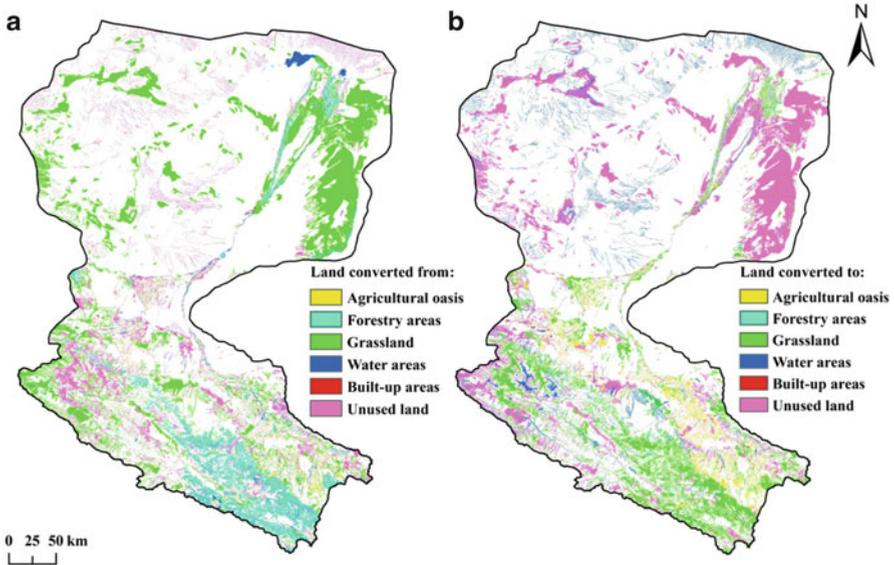 a
b
N
Land converted from:
Agricultural oasis
Forestry areas
Grassland
Water areas
Built-up areas
Unused land
Land converted to:
Agricultural oasis
Forestry areas
Grassland
Water areas
Built-up areas
Unused land
0 25 50 km